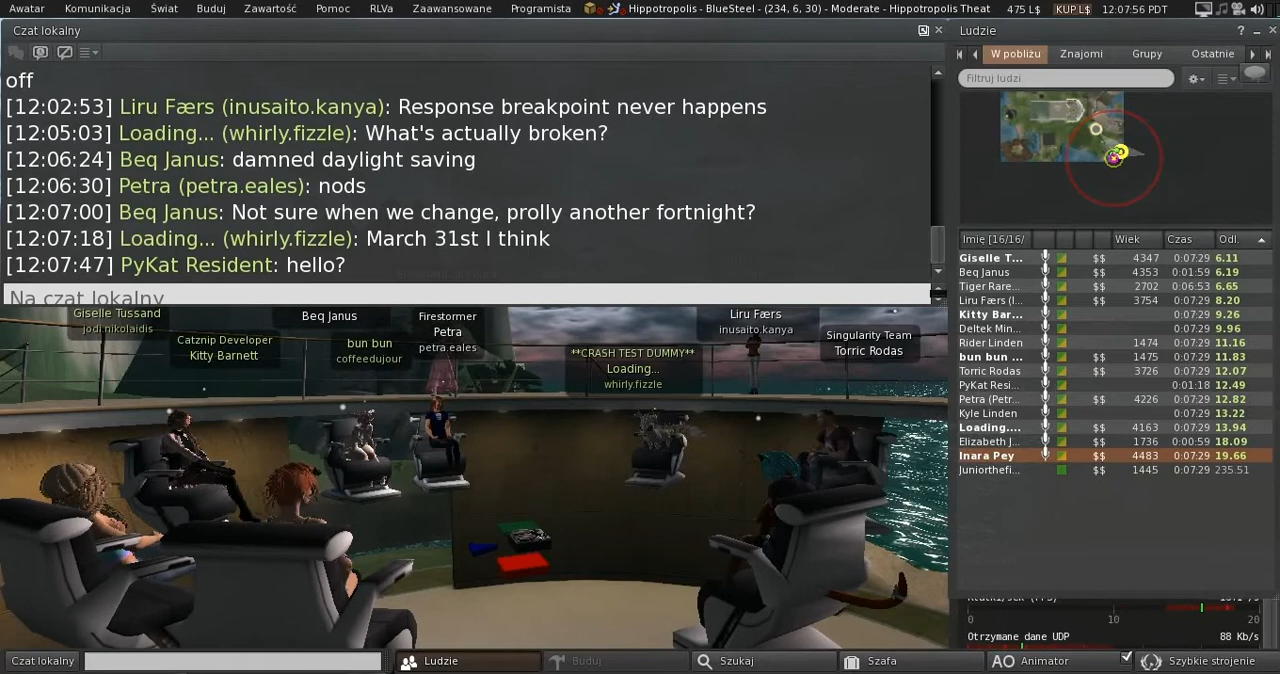 Awatar Komunikacja Świat Buduj Zawartość Pomoc RLVa Zaawansowane Programista Hippotropolis - BlueSteel - (234, 6, 30) - Moderate - Hippotropolis Theat 475 L$ KUP L$ 12:07:56 PDT
Czat lokalny
off
[12:02:53] Liru Færs (inusaito.kanya): Response breakpoint never happens
[12:05:03] Loading... (whirly.fizzle): What's actually broken?
[12:06:24] Beq Janus: damned daylight saving
[12:06:30] Petra (petra.eales): nods
[12:07:00] Beq Janus: Not sure when we change, prolly another fortnight?
[12:07:18] Loading... (whirly.fizzle): March 31st I think
[12:07:47] PyKat Resident: hello?
Na czat lokalny
Giselle Tussand
jodi nikolaidis
Catznip Developer
Kitty Barnett
Beq Janus
bun bun
coffeedujour
Firestormer
Petra
petra.eales
**CRASH TEST DUMMY**
Loading...
whirly.fizzle
Liru Færs
inusaito.kanya
Singularity Team
Torric Rodas
Ludzie
W pobliżu Znajomi Grupy Ostatnie
Filtruj ludzi
Imię [16/16/ Wiek Czas Odl.
Giselle T... $$ 4347 0:07:29 6.11
Beq Janus $$ 4353 0:01:59 6.19
Tiger Rare... $$ 2702 0:06:53 6.65
Liru Færs (I... $$ 3754 0:07:29 8.20
Kitty Bar... 0:07:29 9.26
Deltek Min... 0:07:29 9.96
Rider Linden 1474 0:07:29 11.16
bun bun ... $$ 1475 0:07:29 11.83
Torric Rodas $$ 3726 0:07:29 12.07
PyKat Resi... 0:01:18 12.49
Petra (Petr... $$ 4226 0:07:29 12.82
Kyle Linden 0:07:29 13.22
Loading.... $$ 4163 0:07:29 13.94
Elizabeth J... $$ 1736 0:00:59 18.09
Inara Pey $$ 4483 0:07:29 19.66
Juniorthefi... $$ 1445 0:07:29 235.51
0 10 20
Otrzymane dane UDP 88 Kb/s
Czat lokalny Ludzie Buduj Szukaj Szafa AO Animator Szybkie strojenie